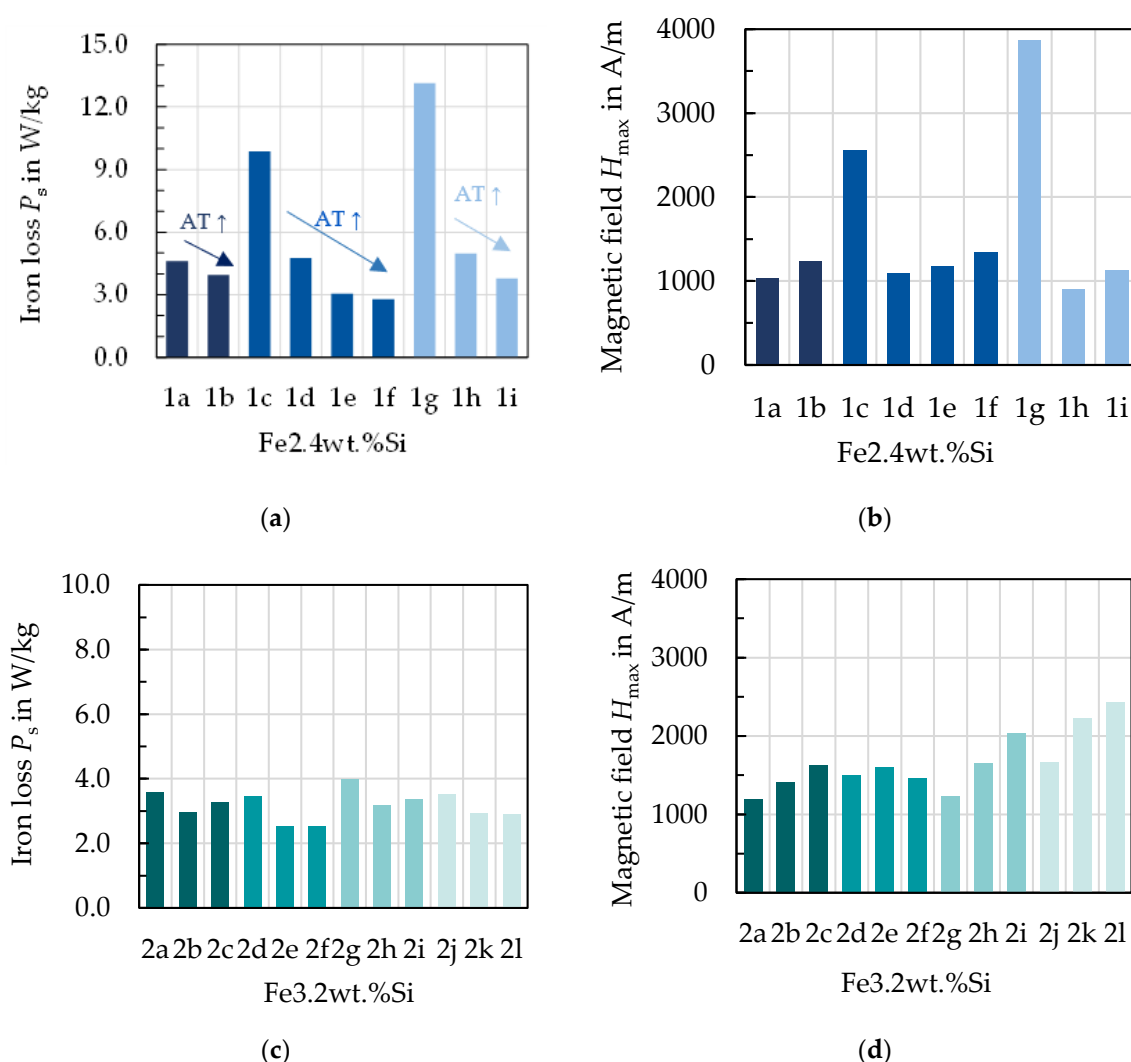 Iron loss Ps in W/kg
15.0
12.0
9.0
6.0
3.0
0.0
AT ↑
AT ↑
AT ↑
1a 1b 1c 1d 1e 1f 1g 1h 1i
Fe2.4wt.%Si
(a)
Magnetic field Hmax in A/m
4000
3000
2000
1000
0
1a 1b 1c 1d 1e 1f 1g 1h 1i
Fe2.4wt.%Si
(b)
Iron loss Ps in W/kg
10.0
8.0
6.0
4.0
2.0
0.0
2a 2b 2c 2d 2e 2f 2g 2h 2i 2j 2k 2l
Fe3.2wt.%Si
(c)
Magnetic field Hmax in A/m
4000
3000
2000
1000
0
2a 2b 2c 2d 2e 2f 2g 2h 2i 2j 2k 2l
Fe3.2wt.%Si
(d)